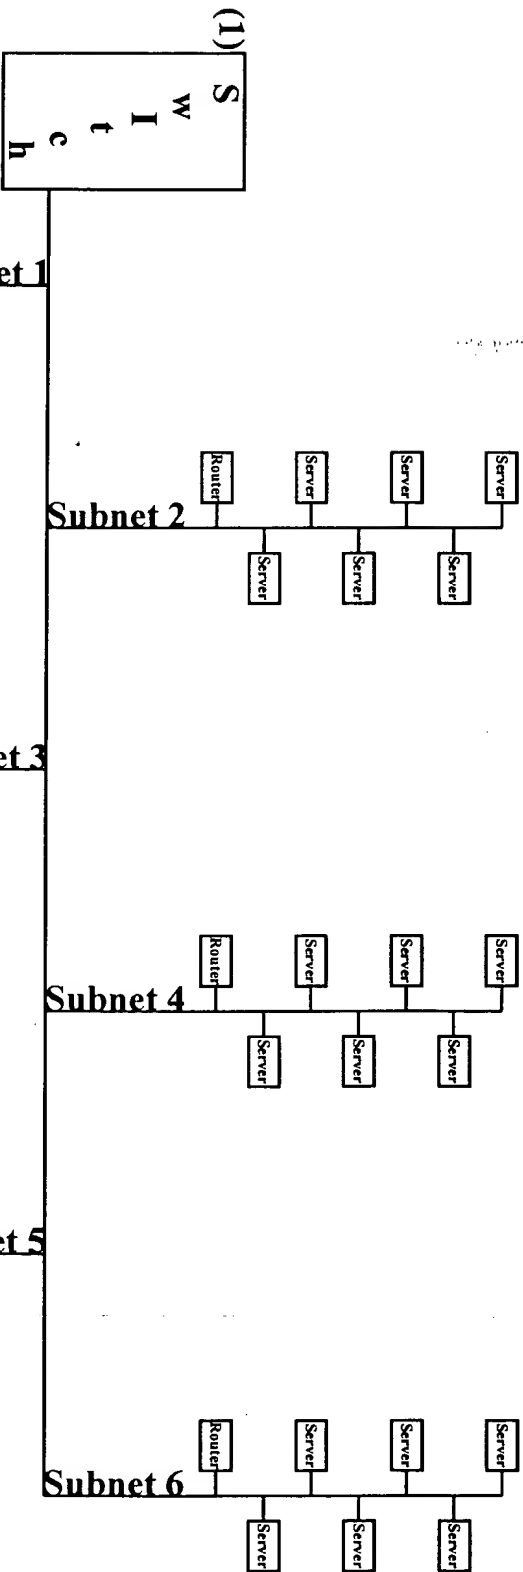 (1)
S
w
I
t
c
h
et 1
Router
Server
Server
Server
Subnet 2
Server
Server
Server
et 3
Router
Server
Server
Server
Subnet 4
Server
Server
Server
et 5
Router
Server
Server
Server
Subnet 6
Server
Server
Server